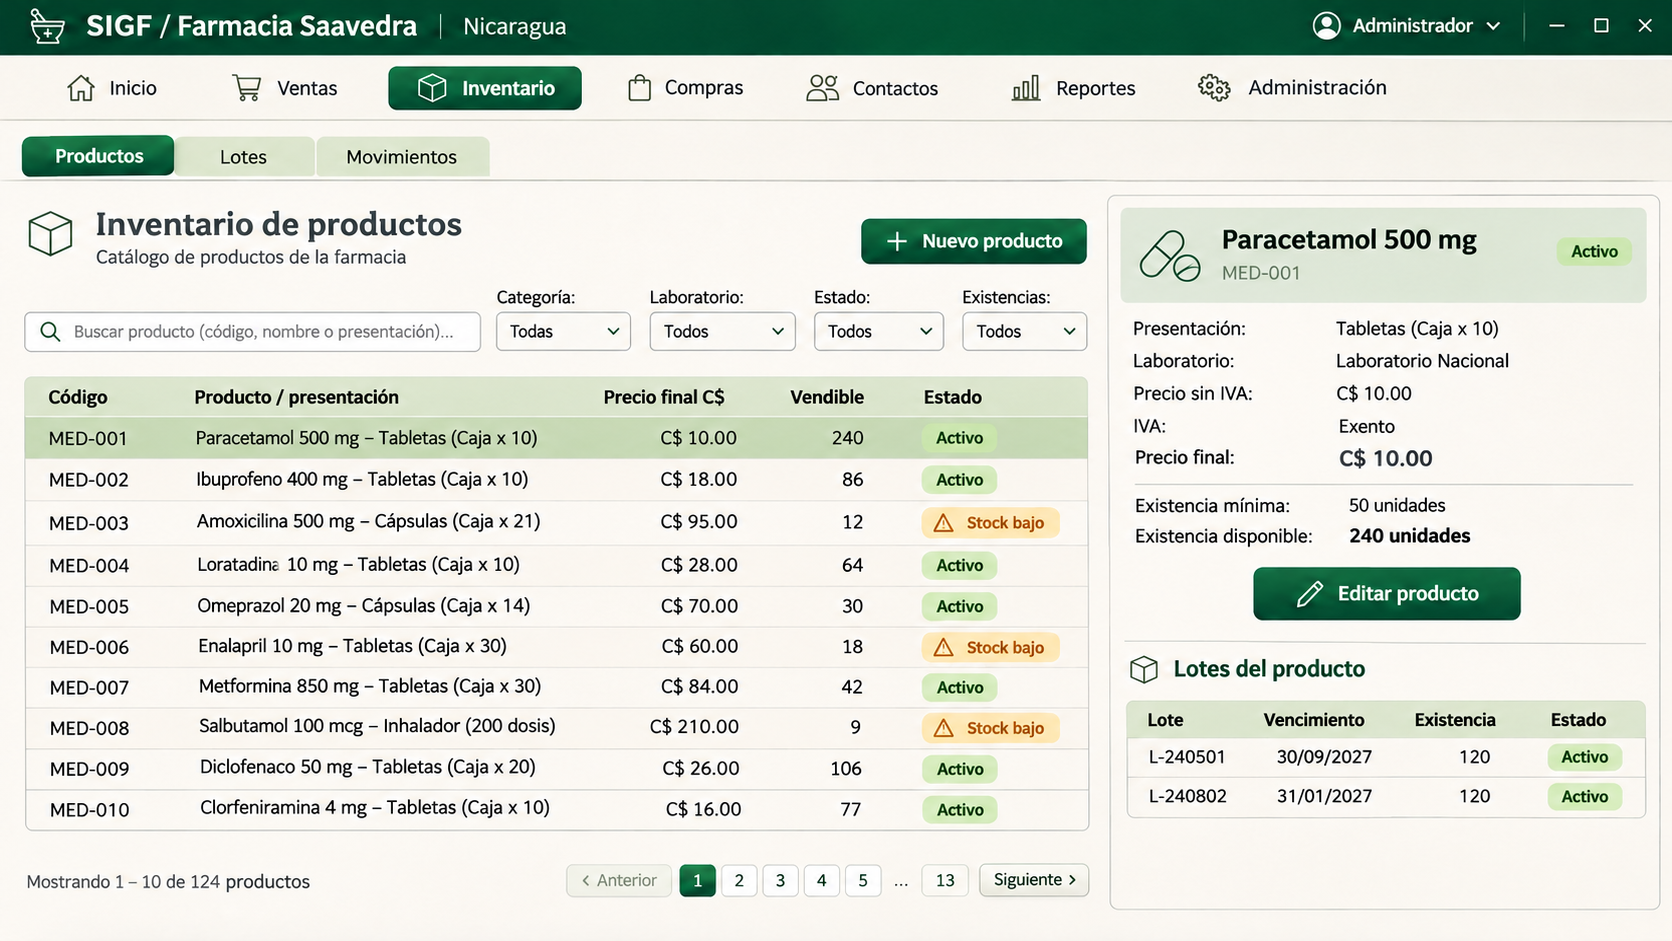 SIGF / Farmacia Saavedra | Nicaragua
Administrador
Inicio
Ventas
Inventario
Compras
Contactos
Reportes
Administración
Productos
Lotes
Movimientos
Inventario de productos
Catálogo de productos de la farmacia
Nuevo producto
Buscar producto (código, nombre o presentación)...
Categoría:
Todas
Laboratorio:
Todos
Estado:
Todos
Existencias:
Todos
Código Producto / presentación Precio final C$ Vendible Estado
MED-001 Paracetamol 500 mg – Tabletas (Caja x 10) C$ 10.00 240 Activo
MED-002 Ibuprofeno 400 mg – Tabletas (Caja x 10) C$ 18.00 86 Activo
MED-003 Amoxicilina 500 mg – Cápsulas (Caja x 21) C$ 95.00 12 Stock bajo
MED-004 Loratadina 10 mg – Tabletas (Caja x 10) C$ 28.00 64 Activo
MED-005 Omeprazol 20 mg – Cápsulas (Caja x 14) C$ 70.00 30 Activo
MED-006 Enalapril 10 mg – Tabletas (Caja x 30) C$ 60.00 18 Stock bajo
MED-007 Metformina 850 mg – Tabletas (Caja x 30) C$ 84.00 42 Activo
MED-008 Salbutamol 100 mcg – Inhalador (200 dosis) C$ 210.00 9 Stock bajo
MED-009 Diclofenaco 50 mg – Tabletas (Caja x 20) C$ 26.00 106 Activo
MED-010 Clorfeniramina 4 mg – Tabletas (Caja x 10) C$ 16.00 77 Activo
Mostrando 1 – 10 de 124 productos
‹ Anterior 1 2 3 4 5 ... 13 Siguiente ›
Paracetamol 500 mg
MED-001
Activo
Presentación: Tabletas (Caja x 10)
Laboratorio: Laboratorio Nacional
Precio sin IVA: C$ 10.00
IVA: Exento
Precio final: C$ 10.00
Existencia mínima: 50 unidades
Existencia disponible: 240 unidades
Editar producto
Lotes del producto
Lote Vencimiento Existencia Estado
L-240501 30/09/2027 120 Activo
L-240802 31/01/2027 120 Activo